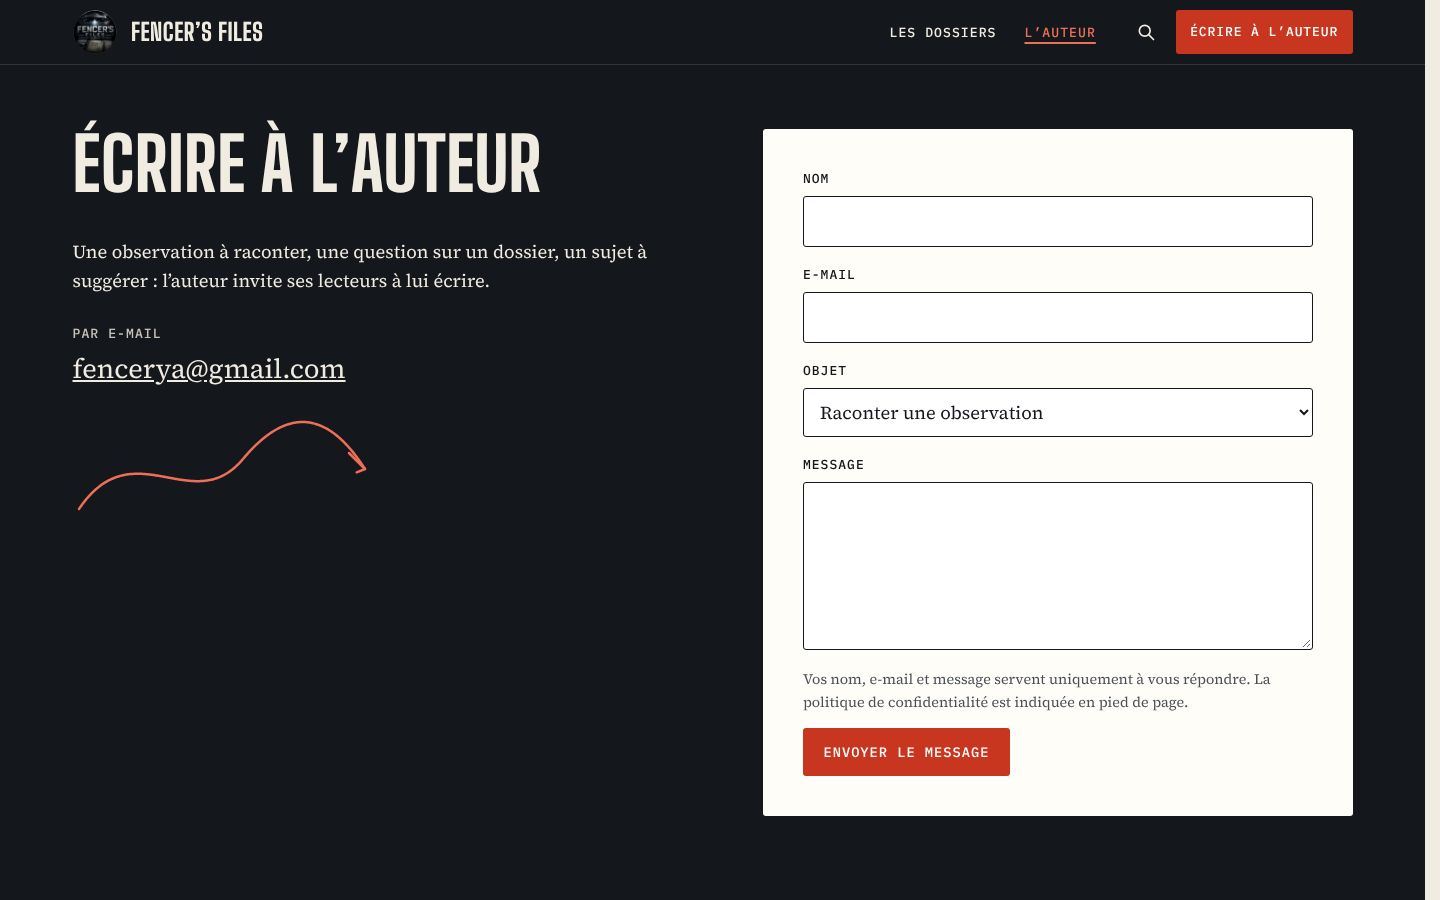 FENCER'S FILES
FENCER’S FILES
LES DOSSIERS
L’AUTEUR
ÉCRIRE À L’AUTEUR
ÉCRIRE À L’AUTEUR
Une observation à raconter, une question sur un dossier, un sujet à
suggérer : l’auteur invite ses lecteurs à lui écrire.
PAR E-MAIL
fencerya@gmail.com
NOM
E-MAIL
OBJET
Raconter une observation
MESSAGE
Vos nom, e-mail et message servent uniquement à vous répondre. La
politique de confidentialité est indiquée en pied de page.
ENVOYER LE MESSAGE